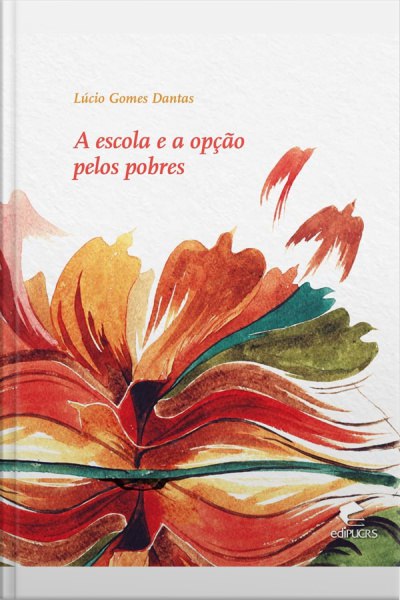 Lúcio Gomes Dantas
A escola e a opção
pelos pobres
ediPUCRS